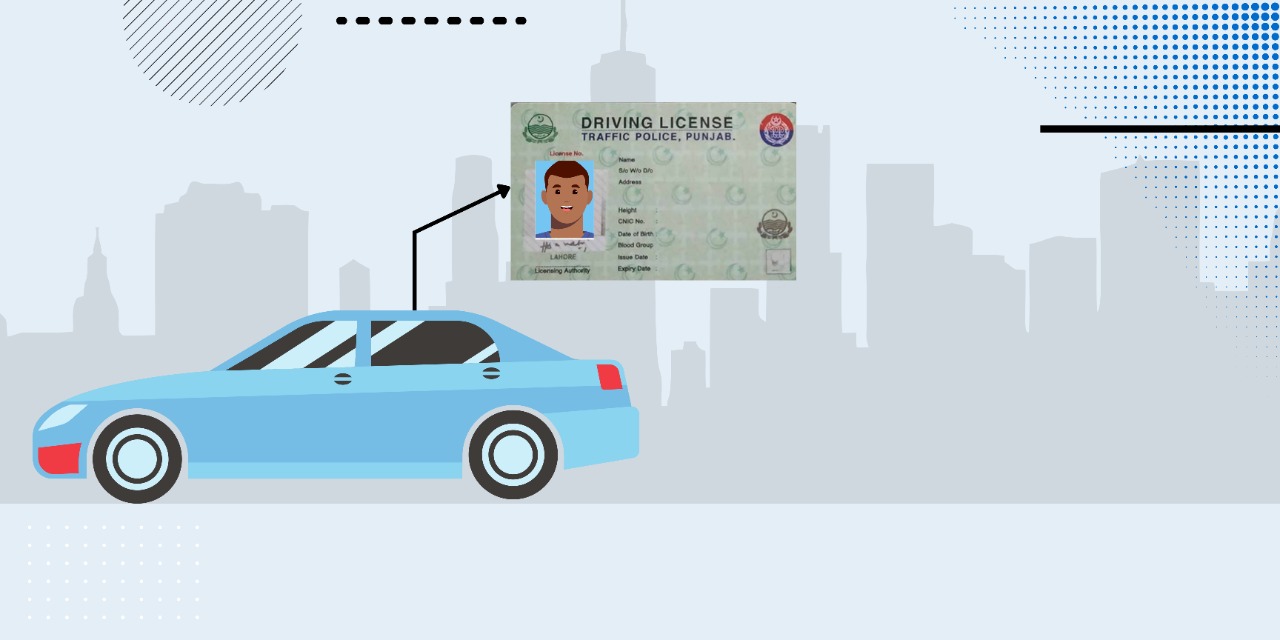 DRIVING LICENSE
TRAFFIC POLICE, PUNJAB.
License No.
Name
S/o W/o D/o
Address
Height :
CNIC No. :
Date of Birth:
Blood Group
Issue Date :
Expiry Date :
LAHORE
Licensing Authority